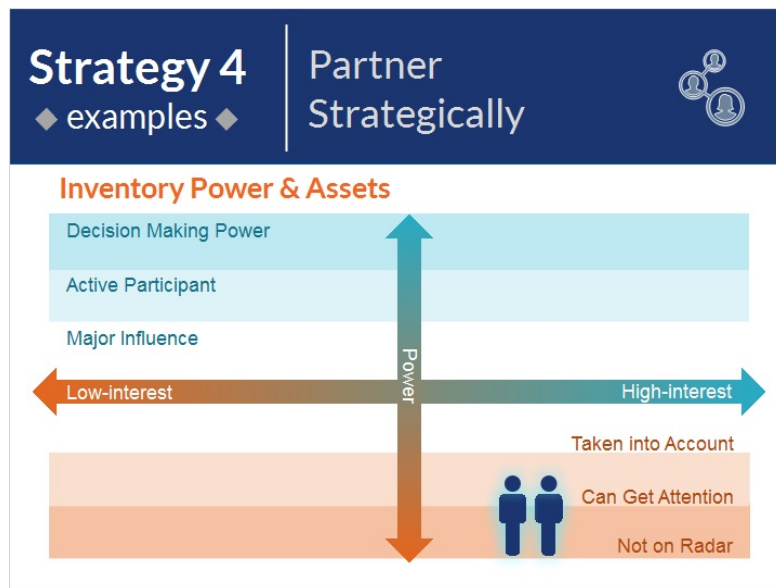 Strategy 4
◆ examples ◆
Partner
Strategically
Inventory Power & Assets
Decision Making Power
Active Participant
Major Influence
Power
Low-interest
High-interest
Taken into Account
Can Get Attention
Not on Radar